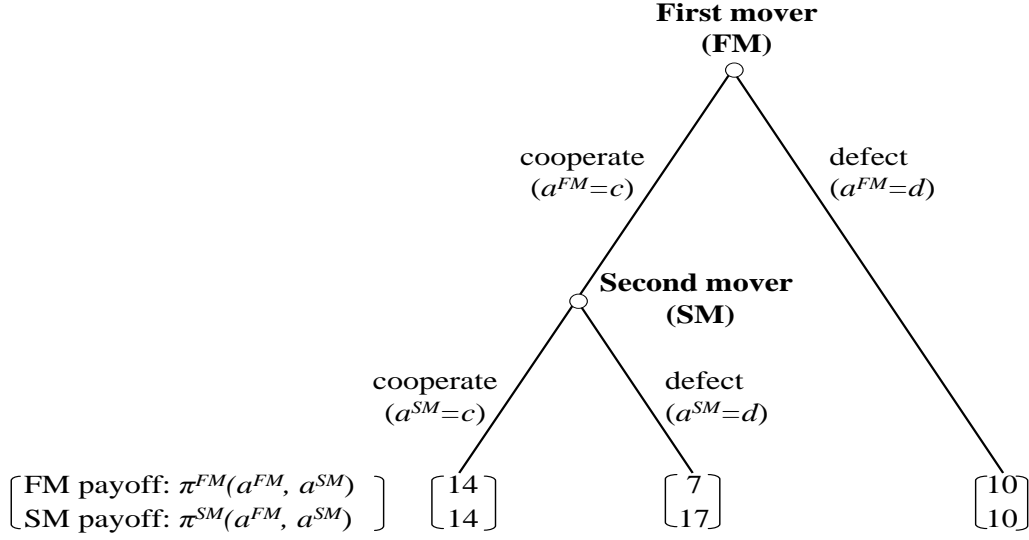 First mover
(FM)
cooperate
(a^{FM}=c)
defect
(a^{FM}=d)
Second mover
(SM)
cooperate
(a^{SM}=c)
defect
(a^{SM}=d)
FM payoff: π^{FM}(a^{FM}, a^{SM}) 14 7 10
SM payoff: π^{SM}(a^{FM}, a^{SM}) 14 17 10